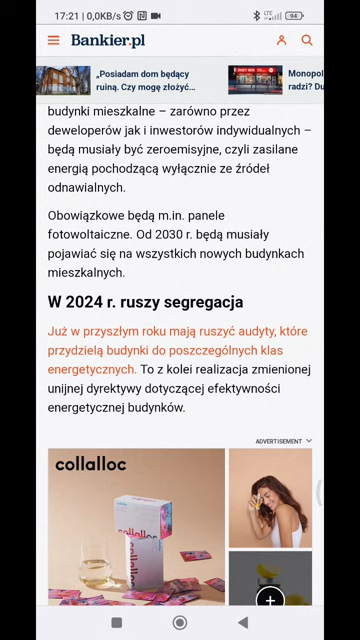 17:21 | 0,0KB/s
94
Bankier.pl
„Posiadam dom będący
ruiną. Czy mogę złożyć…
Monopol
radzi? Du
budynki mieszkalne – zarówno przez
deweloperów jak i inwestorów indywidualnych –
będą musiały być zeroemisyjne, czyli zasilane
energią pochodzącą wyłącznie ze źródeł
odnawialnych.
Obowiązkowe będą m.in. panele
fotowoltaiczne. Od 2030 r. będą musiały
pojawiać się na wszystkich nowych budynkach
mieszkalnych.
W 2024 r. ruszy segregacja
Już w przyszłym roku mają ruszyć audyty, które
przydzielą budynki do poszczególnych klas
energetycznych. To z kolei realizacja zmienionej
unijnej dyrektywy dotyczącej efektywności
energetycznej budynków.
ADVERTISEMENT
collalloc
collalloc